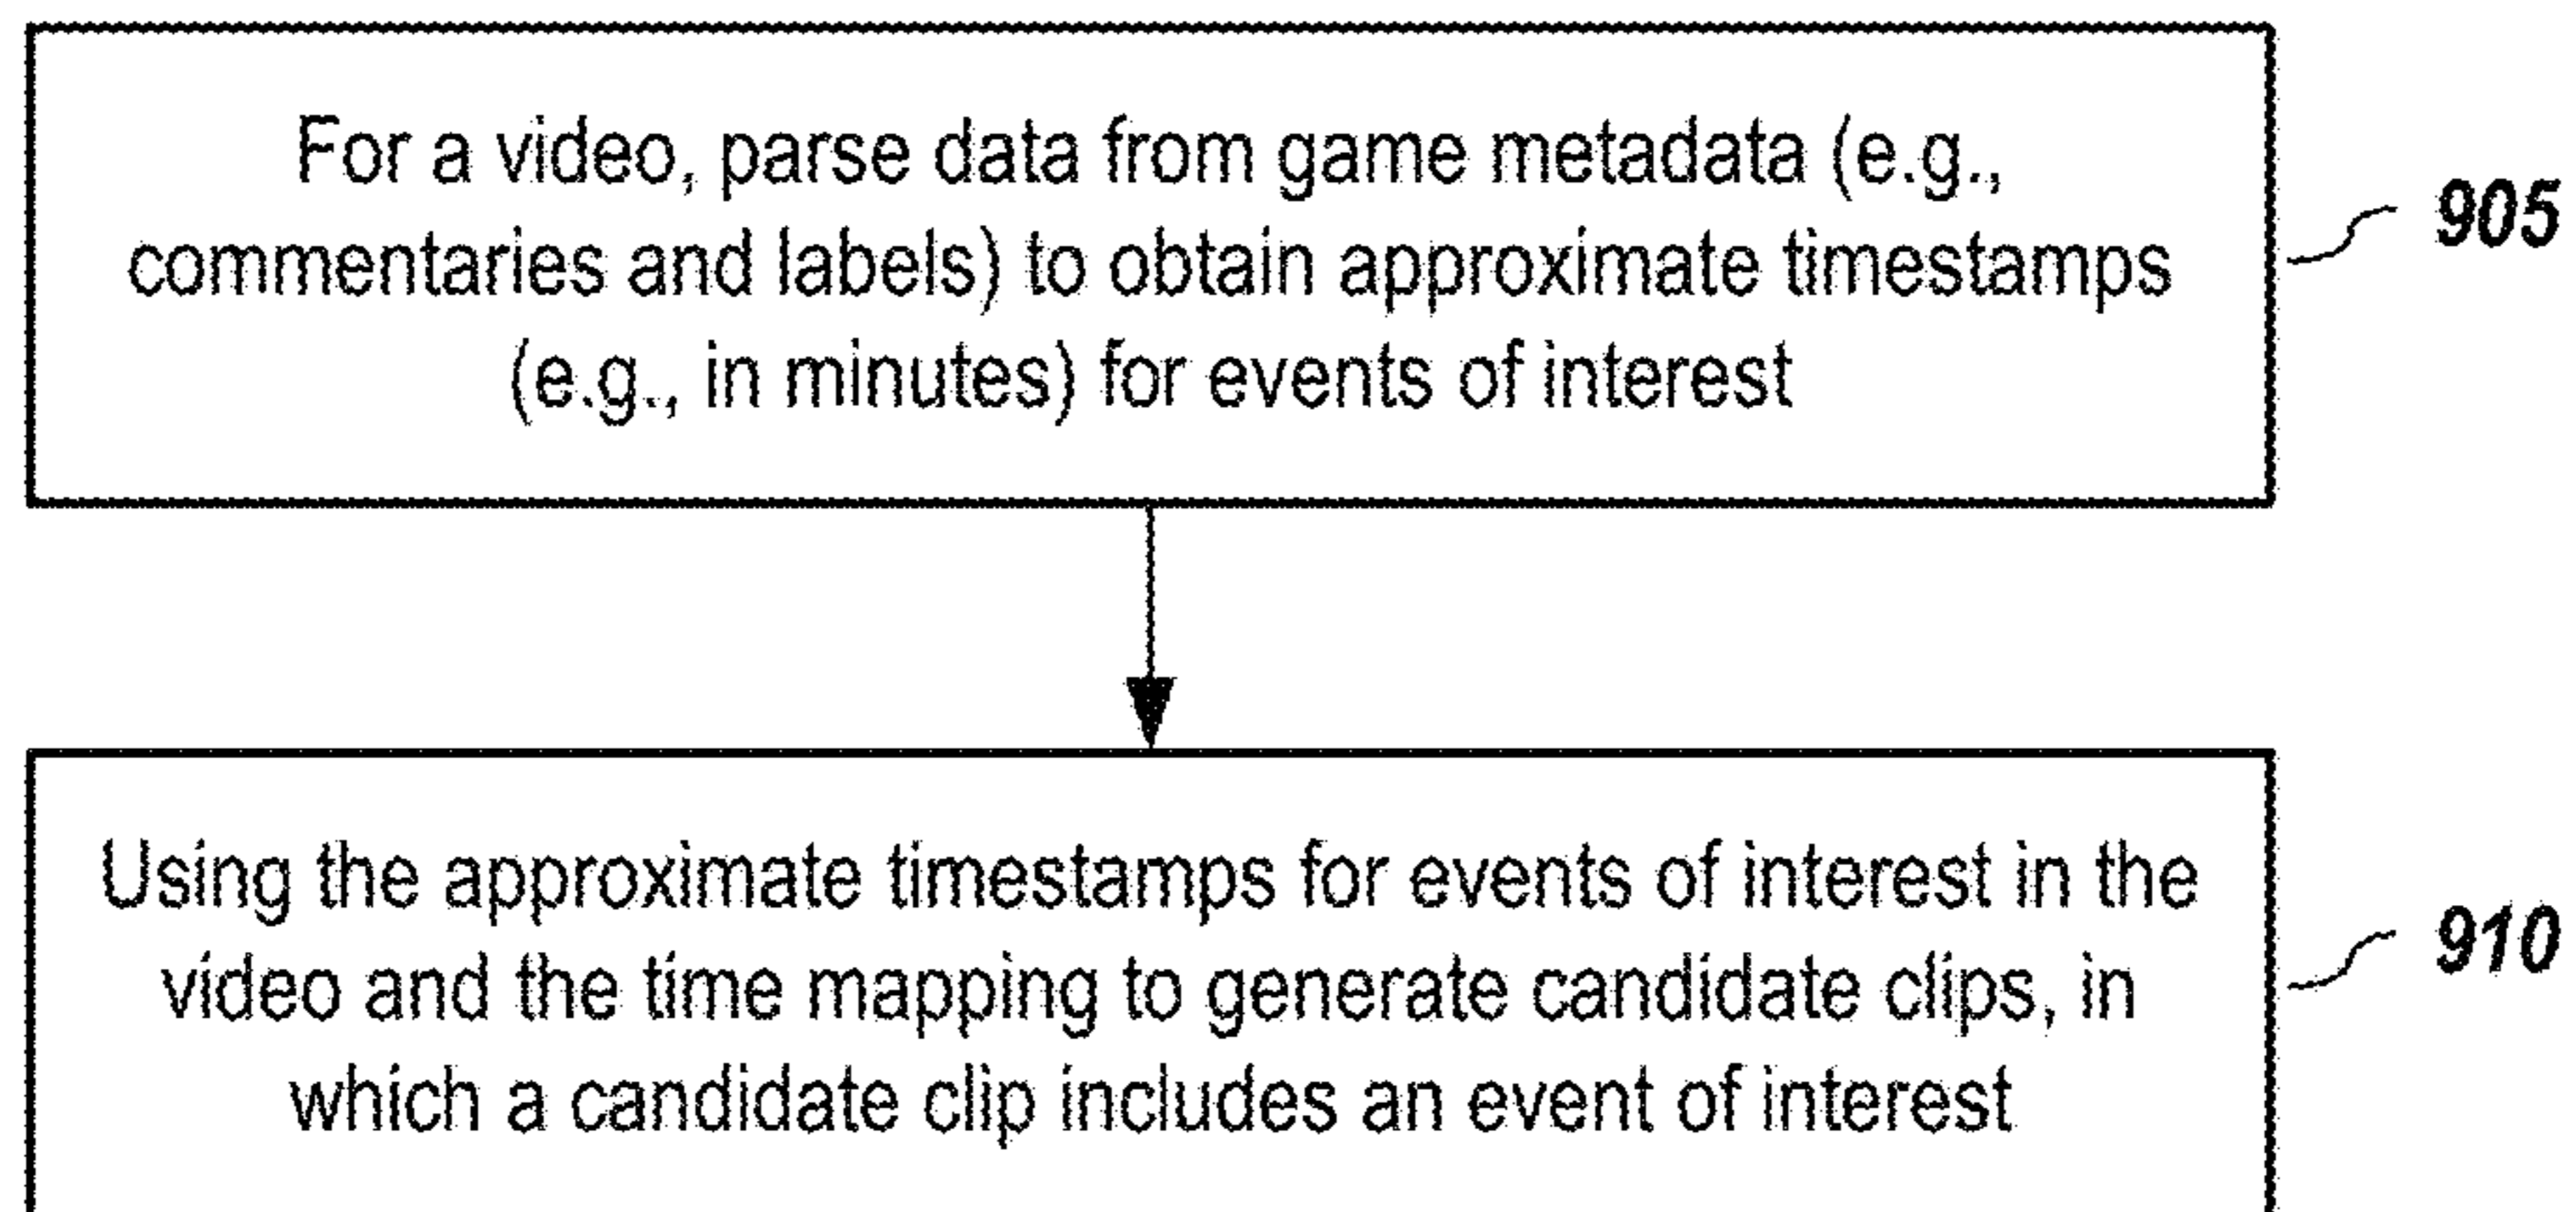 For a video, parse data from game metadata (e.g.,
commentaries and labels) to obtain approximate timestamps
(e.g., in minutes) for events of interest
905
Using the approximate timestamps for events of interest in the
video and the time mapping to generate candidate clips, in
which a candidate clip includes an event of interest
910